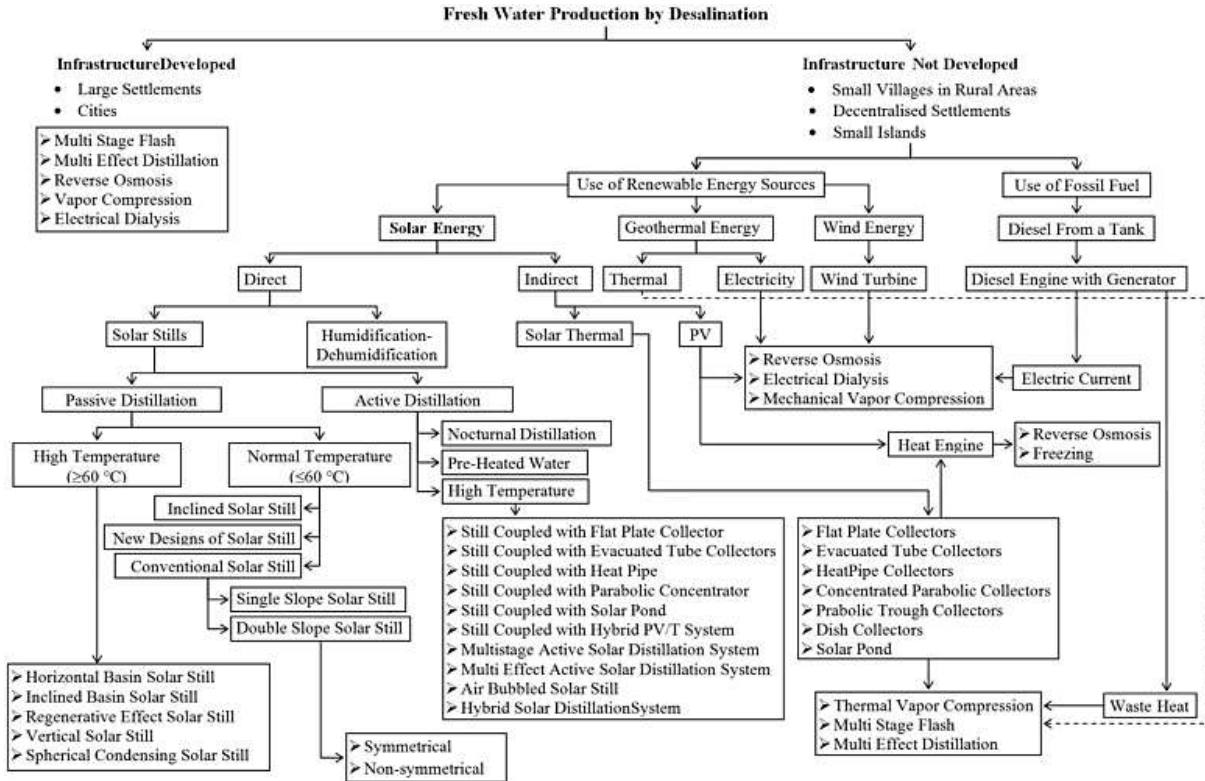 Fresh Water Production by Desalination
InfrastructureDeveloped
• Large Settlements
• Cities
➢ Multi Stage Flash
➢ Multi Effect Distillation
➢ Reverse Osmosis
➢ Vapor Compression
➢ Electrical Dialysis
Infrastructure Not Developed
• Small Villages in Rural Areas
• Decentralised Settlements
• Small Islands
Use of Renewable Energy Sources
Use of Fossil Fuel
Solar Energy
Geothermal Energy
Wind Energy
Diesel From a Tank
Direct
Indirect
Thermal
Electricity
Wind Turbine
Diesel Engine with Generator
Solar Stills
Humidification-
Dehumidification
Solar Thermal
PV
➢ Reverse Osmosis
➢ Electrical Dialysis
➢ Mechanical Vapor Compression
Electric Current
Passive Distillation
Active Distillation
Nocturnal Distillation
Pre-Heated Water
High Temperature
High Temperature
(≥60 °C)
Normal Temperature
(≤60 °C)
Heat Engine
➢ Reverse Osmosis
➢ Freezing
Inclined Solar Still
New Designs of Solar Still
Conventional Solar Still
Single Slope Solar Still
Double Slope Solar Still
➢ Still Coupled with Flat Plate Collector
➢ Still Coupled with Evacuated Tube Collectors
➢ Still Coupled with Heat Pipe
➢ Still Coupled with Parabolic Concentrator
➢ Still Coupled with Solar Pond
➢ Still Coupled with Hybrid PV/T System
➢ Multistage Active Solar Distillation System
➢ Multi Effect Active Solar Distillation System
➢ Air Bubbled Solar Still
➢ Hybrid Solar DistillationSystem
➢ Flat Plate Collectors
➢ Evacuated Tube Collectors
➢ HeatPipe Collectors
➢ Concentrated Parabolic Collectors
➢ Prabolic Trough Collectors
➢ Dish Collectors
➢ Solar Pond
➢ Horizontal Basin Solar Still
➢ Inclined Basin Solar Still
➢ Regenerative Effect Solar Still
➢ Vertical Solar Still
➢ Spherical Condensing Solar Still
➢ Symmetrical
➢ Non-symmetrical
➢ Thermal Vapor Compression
➢ Multi Stage Flash
➢ Multi Effect Distillation
Waste Heat